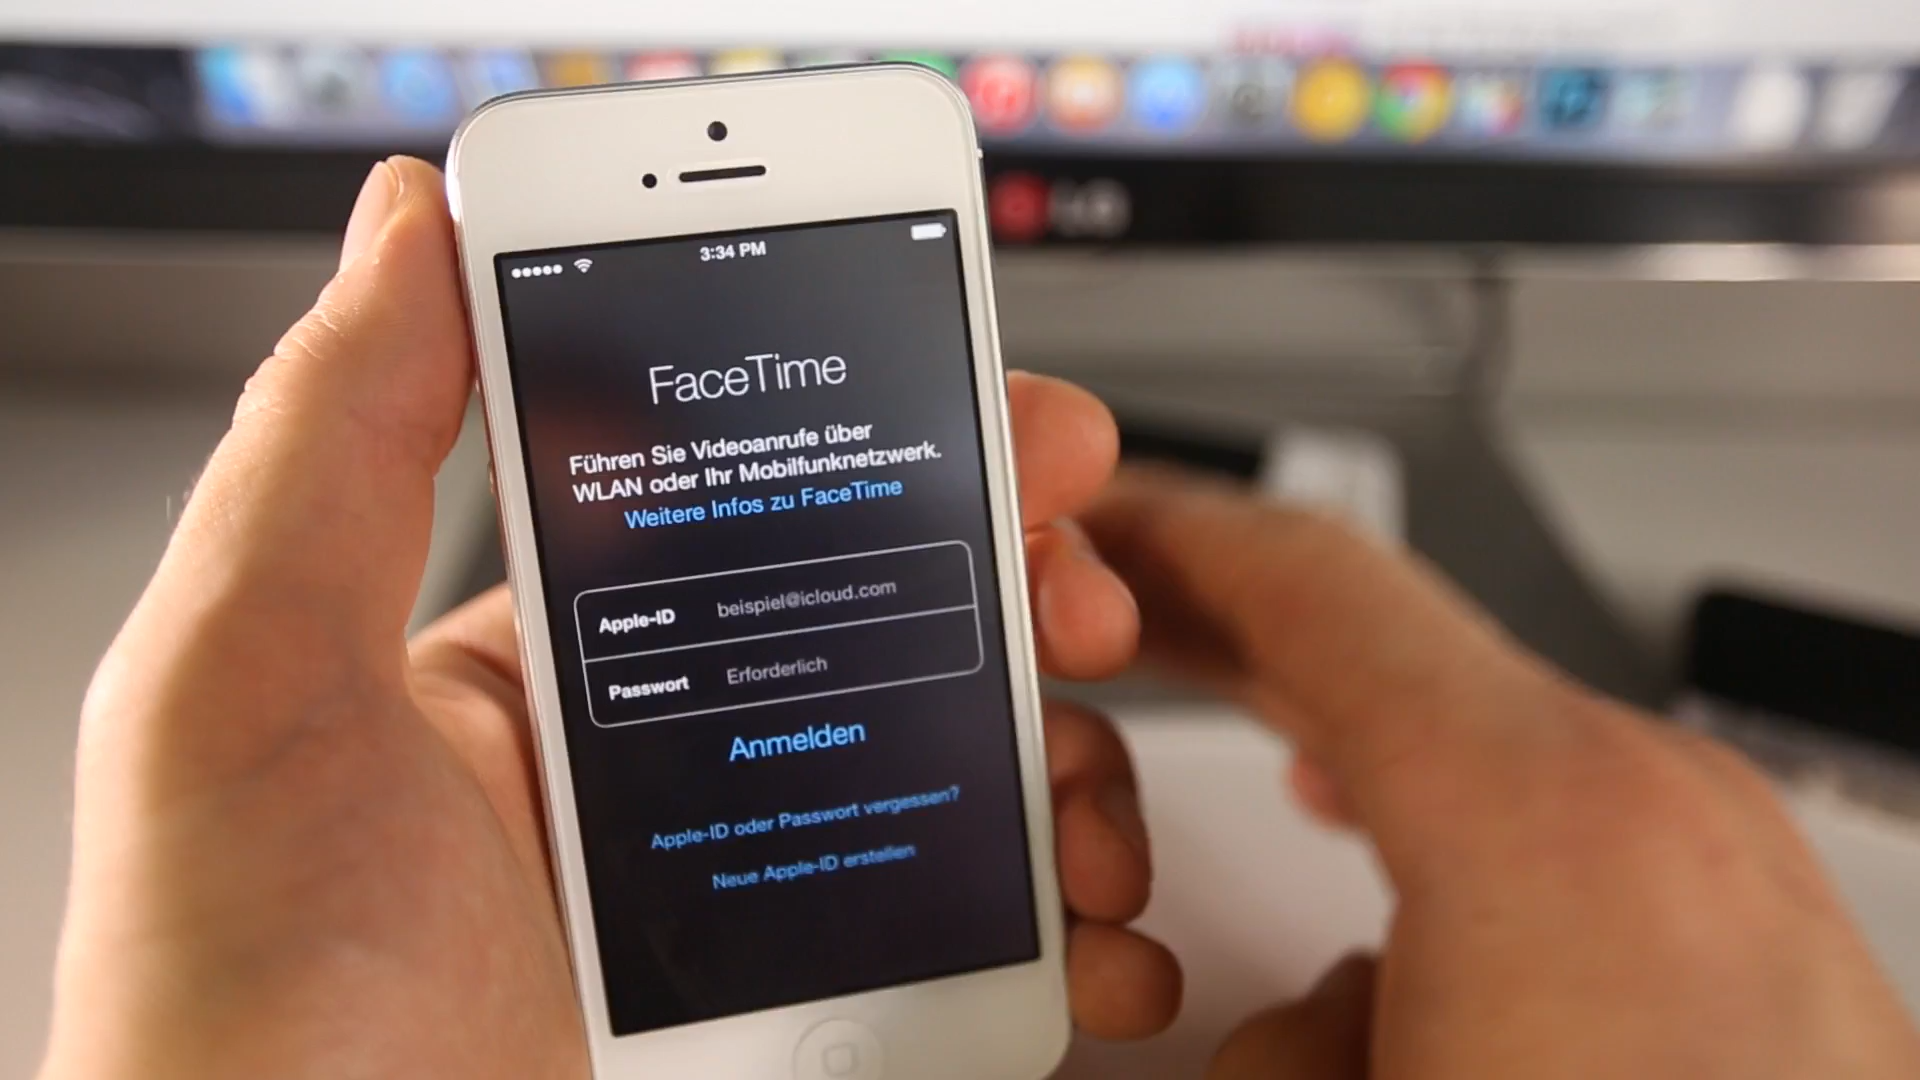 3:34 PM
FaceTime
Führen Sie Videoanrufe über
WLAN oder Ihr Mobilfunknetzwerk.
Weitere Infos zu FaceTime
Apple-ID beispiel@icloud.com
Passwort Erforderlich
Anmelden
Apple-ID oder Passwort vergessen?
Neue Apple-ID erstellen
LG